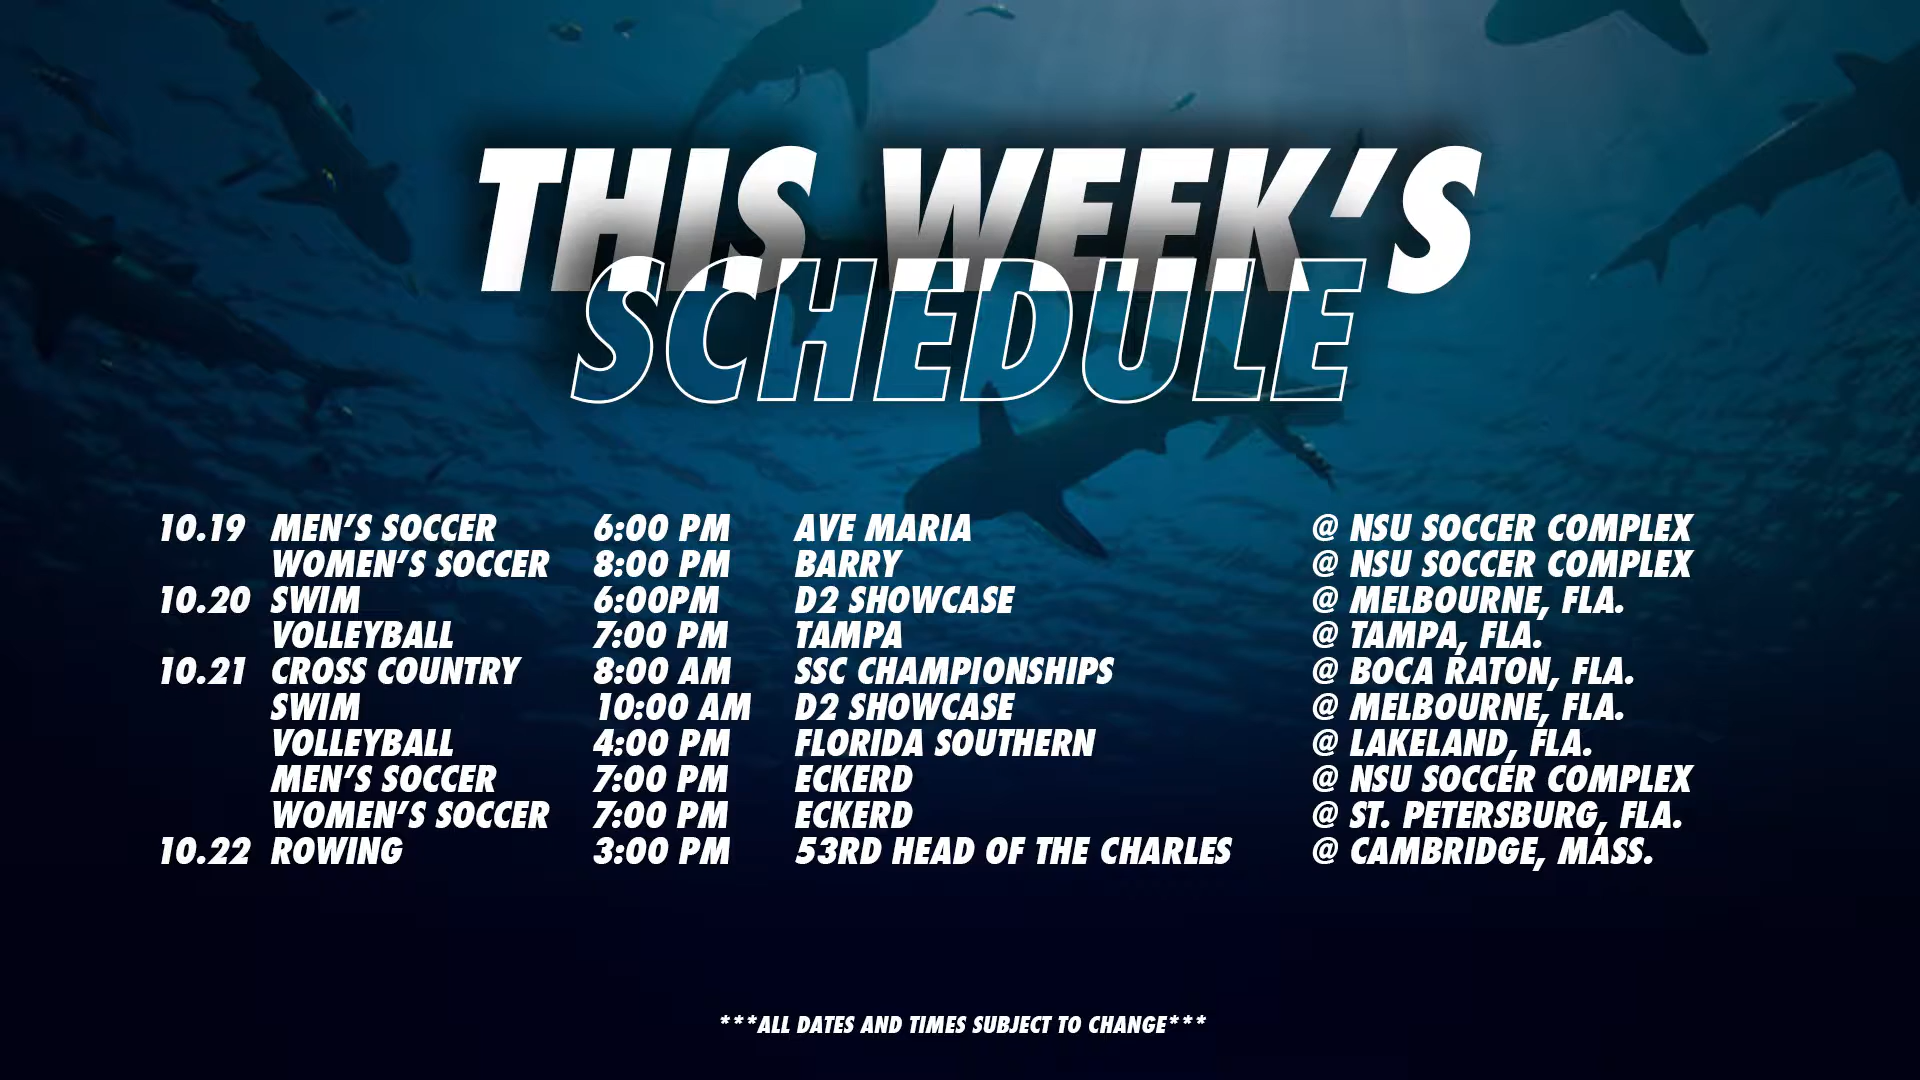 THIS WEEK'S
SCHEDULE
10.19 MEN'S SOCCER 6:00 PM AVE MARIA @ NSU SOCCER COMPLEX
WOMEN'S SOCCER 8:00 PM BARRY @ NSU SOCCER COMPLEX
10.20 SWIM 6:00PM D2 SHOWCASE @ MELBOURNE, FLA.
VOLLEYBALL 7:00 PM TAMPA @ TAMPA, FLA.
10.21 CROSS COUNTRY 8:00 AM SSC CHAMPIONSHIPS @ BOCA RATON, FLA.
SWIM 10:00 AM D2 SHOWCASE @ MELBOURNE, FLA.
VOLLEYBALL 4:00 PM FLORIDA SOUTHERN @ LAKELAND, FLA.
MEN'S SOCCER 7:00 PM ECKERD @ NSU SOCCER COMPLEX
WOMEN'S SOCCER 7:00 PM ECKERD @ ST. PETERSBURG, FLA.
10.22 ROWING 3:00 PM 53RD HEAD OF THE CHARLES @ CAMBRIDGE, MASS.
***ALL DATES AND TIMES SUBJECT TO CHANGE***